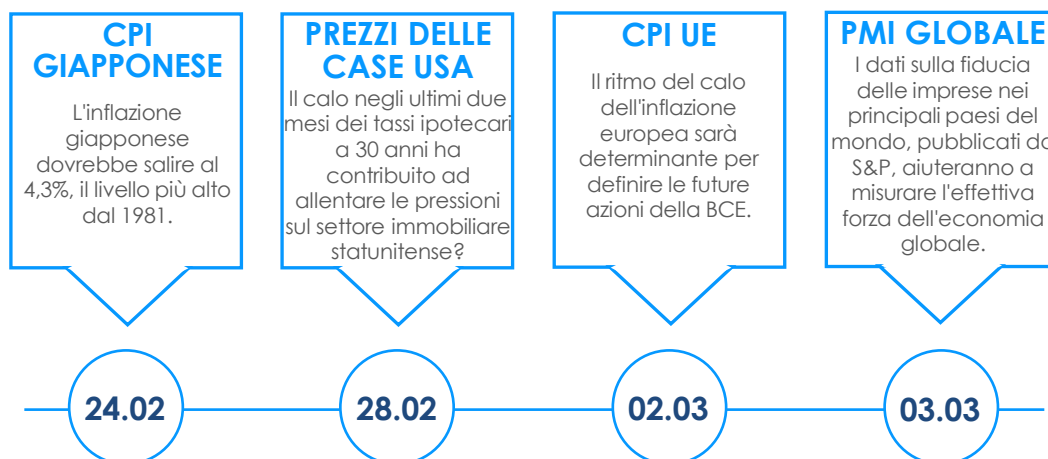 CPI
GIAPPONESE
L'inflazione
giapponese
dovrebbe salire al
4,3%, il livello più alto
dal 1981.
PREZZI DELLE
CASE USA
Il calo negli ultimi due
mesi dei tassi ipotecari
a 30 anni ha
contribuito ad
allentare le pressioni
sul settore immobiliare
statunitense?
CPI UE
Il ritmo del calo
dell'inflazione
europea sarà
determinante per
definire le future
azioni della BCE.
PMI GLOBALE
I dati sulla fiducia
delle imprese nei
principali paesi del
mondo, pubblicati da
S&P, aiuteranno a
misurare l'effettiva
forza dell'economia
globale.
24.02
28.02
02.03
03.03